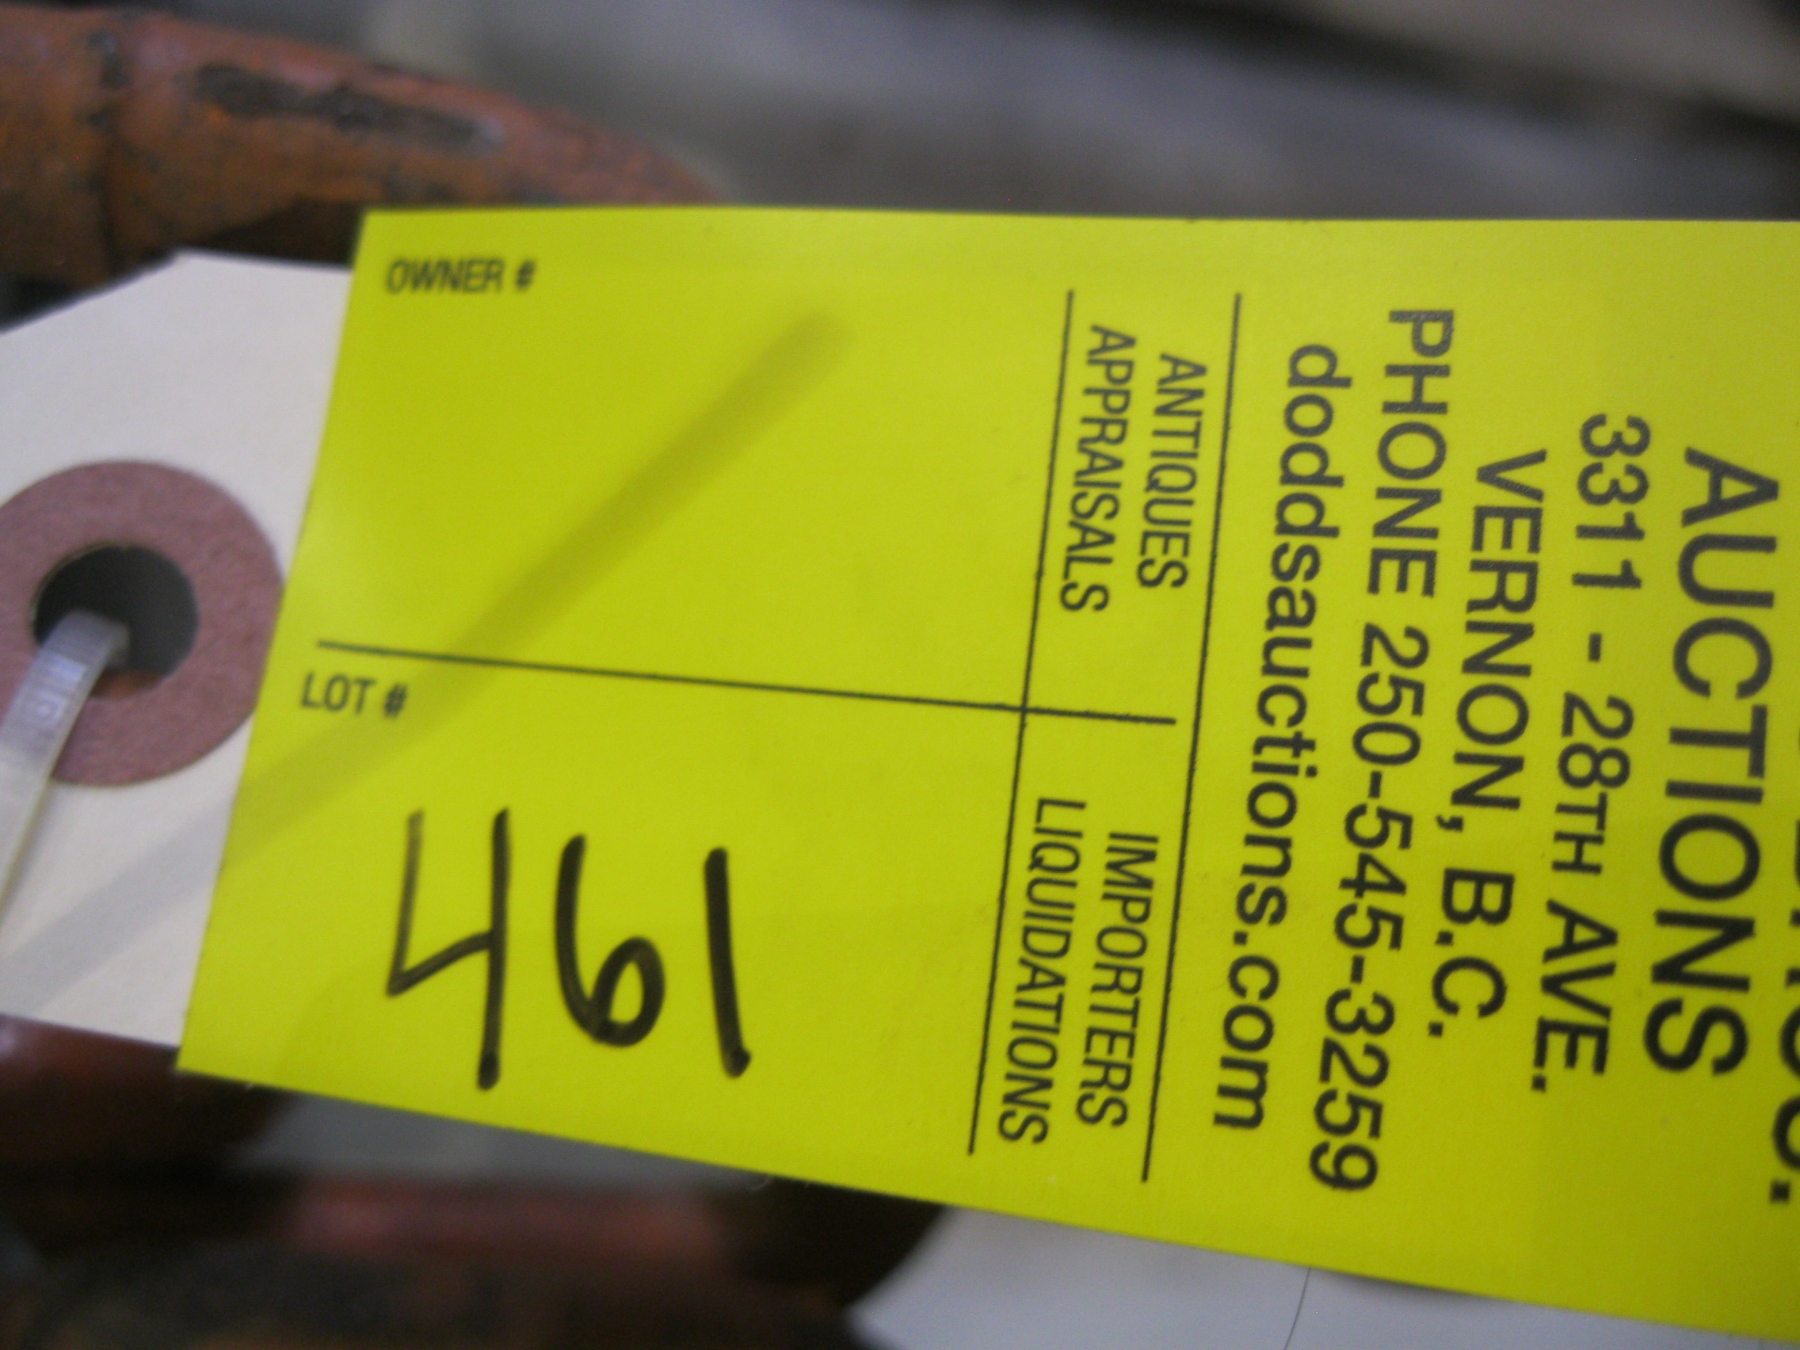 AUCTIONS
3311 - 28TH AVE.
VERNON, B.C.
PHONE 250-545-3259
doddsauctions.com
ANTIQUES
APPRAISALS
IMPORTERS
LIQUIDATIONS
OWNER #
LOT #
461